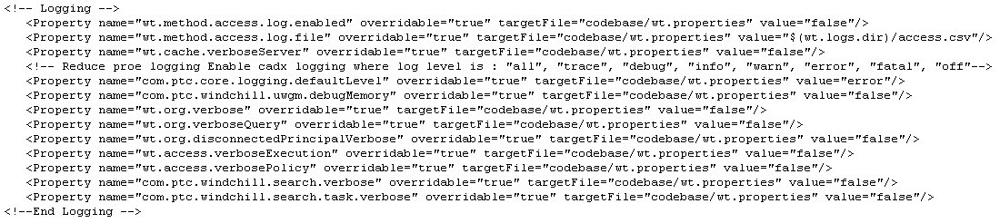 <!-- Logging -->
<Property name="wt.method.access.log.enabled" overridable="true" targetFile="codebase/wt.properties" value="false"/>
<Property name="wt.method.access.log.file" overridable="true" targetFile="codebase/wt.properties" value="$(wt.logs.dir)/access.csv"/>
<Property name="wt.cache.verboseServer" overridable="true" targetFile="codebase/wt.properties" value="false"/>
<!-- Reduce proe logging Enable cadx logging where log level is : "all", "trace", "debug", "info", "warn", "error", "fatal", "off"-->
<Property name="com.ptc.core.logging.defaultLevel" overridable="true" targetFile="codebase/wt.properties" value="error"/>
<Property name="com.ptc.windchill.uwgm.debugMemory" overridable="true" targetFile="codebase/wt.properties" value="false"/>
<Property name="wt.org.verbose" overridable="true" targetFile="codebase/wt.properties" value="false"/>
<Property name="wt.org.verboseQuery" overridable="true" targetFile="codebase/wt.properties" value="false"/>
<Property name="wt.org.disconnectedPrincipalVerbose" overridable="true" targetFile="codebase/wt.properties" value="false"/>
<Property name="wt.access.verboseExecution" overridable="true" targetFile="codebase/wt.properties" value="false"/>
<Property name="wt.access.verbosePolicy" overridable="true" targetFile="codebase/wt.properties" value="false"/>
<Property name="com.ptc.windchill.search.verbose" overridable="true" targetFile="codebase/wt.properties" value="false"/>
<Property name="com.ptc.windchill.search.task.verbose" overridable="true" targetFile="codebase/wt.properties" value="false"/>
<!--End Logging -->